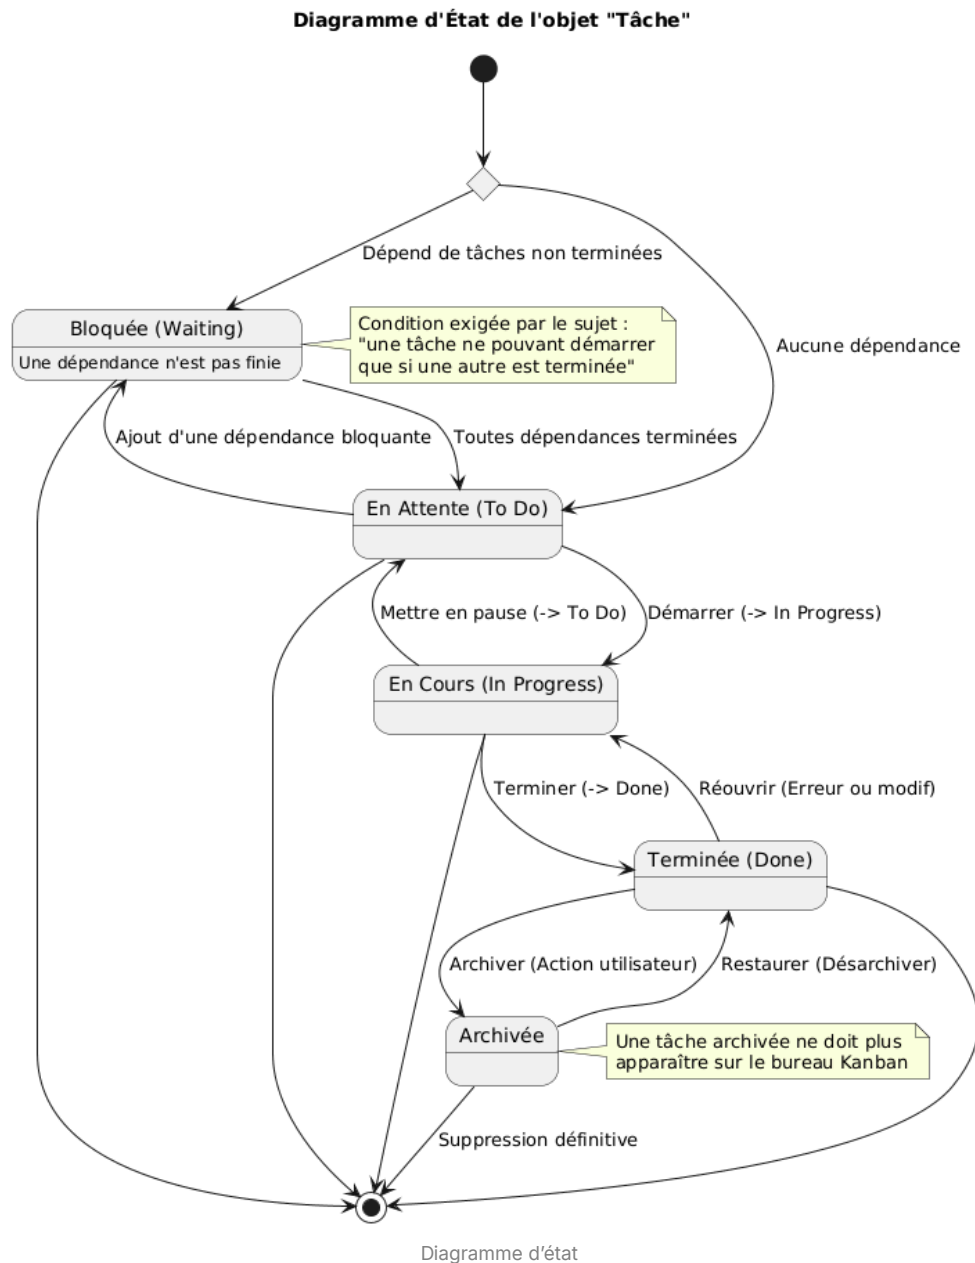 Diagramme d'État de l'objet "Tâche"
Dépend de tâches non terminées
Bloquée (Waiting)
Une dépendance n'est pas finie
Condition exigée par le sujet :
"une tâche ne pouvant démarrer
que si une autre est terminée"
Aucune dépendance
Ajout d'une dépendance bloquante
Toutes dépendances terminées
En Attente (To Do)
Mettre en pause (-> To Do)
Démarrer (-> In Progress)
En Cours (In Progress)
Terminer (-> Done)
Réouvrir (Erreur ou modif)
Terminée (Done)
Archiver (Action utilisateur)
Restaurer (Désarchiver)
Archivée
Une tâche archivée ne doit plus
apparaître sur le bureau Kanban
Suppression définitive
Diagramme d’état